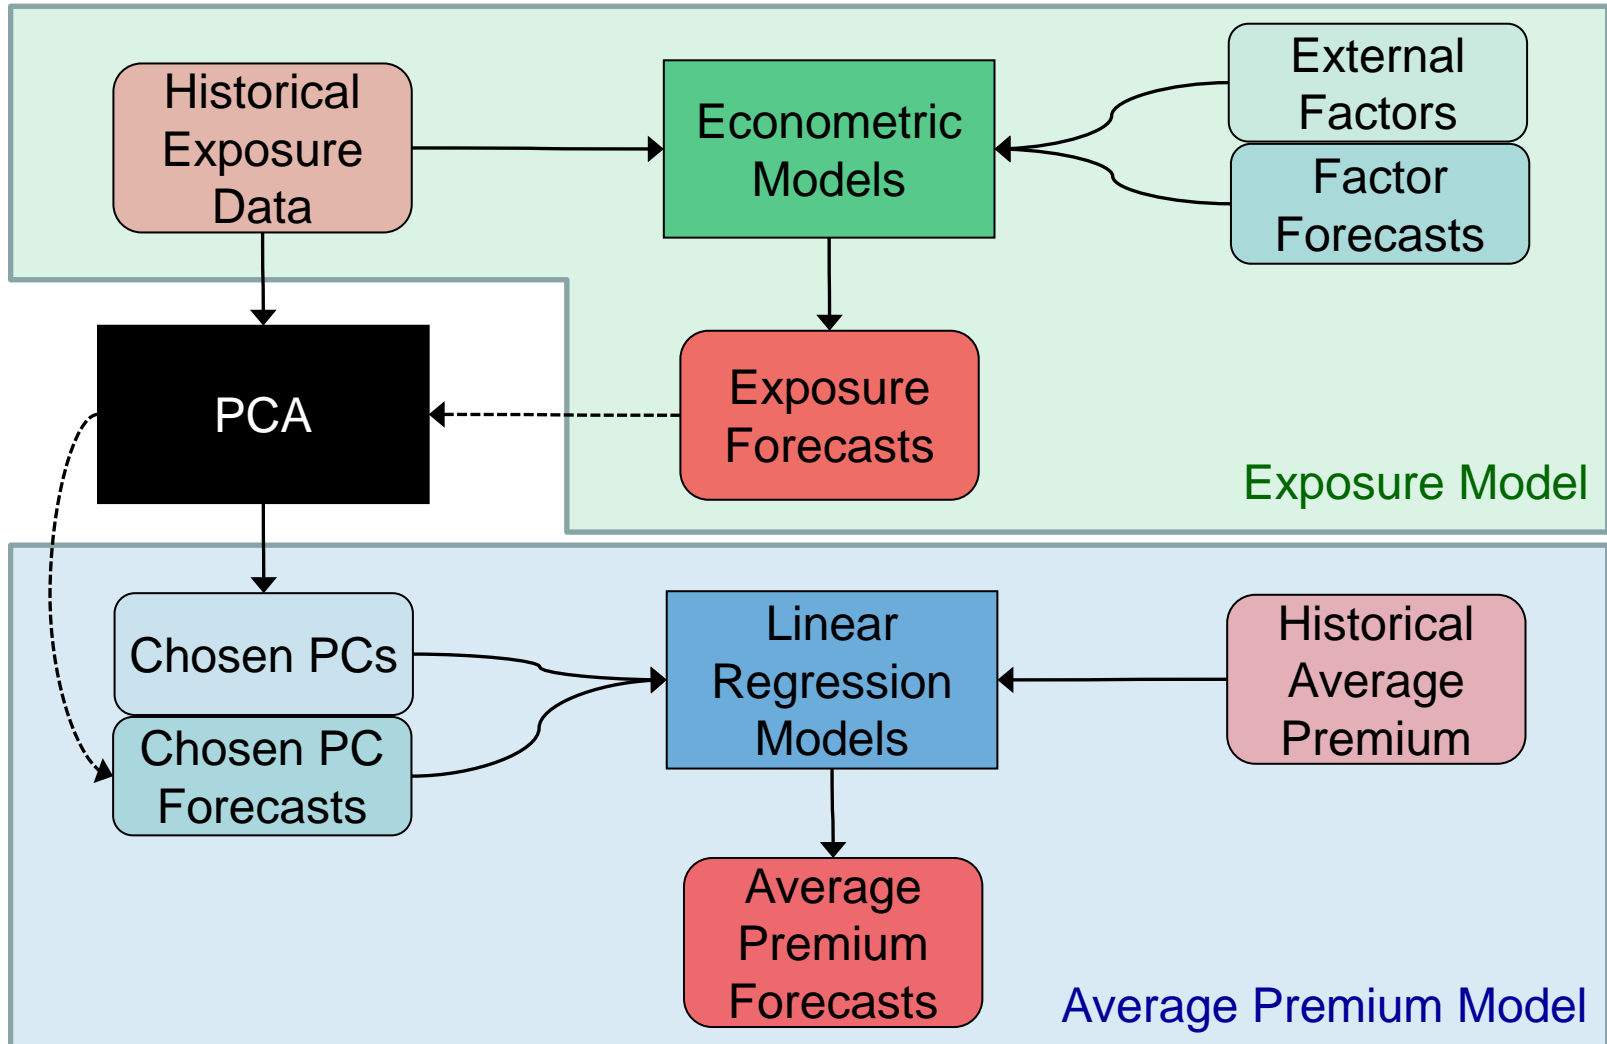 Historical
Exposure
Data
Econometric
Models
External
Factors
Factor
Forecasts
PCA
Exposure
Forecasts
Exposure Model
Chosen PCs
Chosen PC
Forecasts
Linear
Regression
Models
Historical
Average
Premium
Average
Premium
Forecasts
Average Premium Model